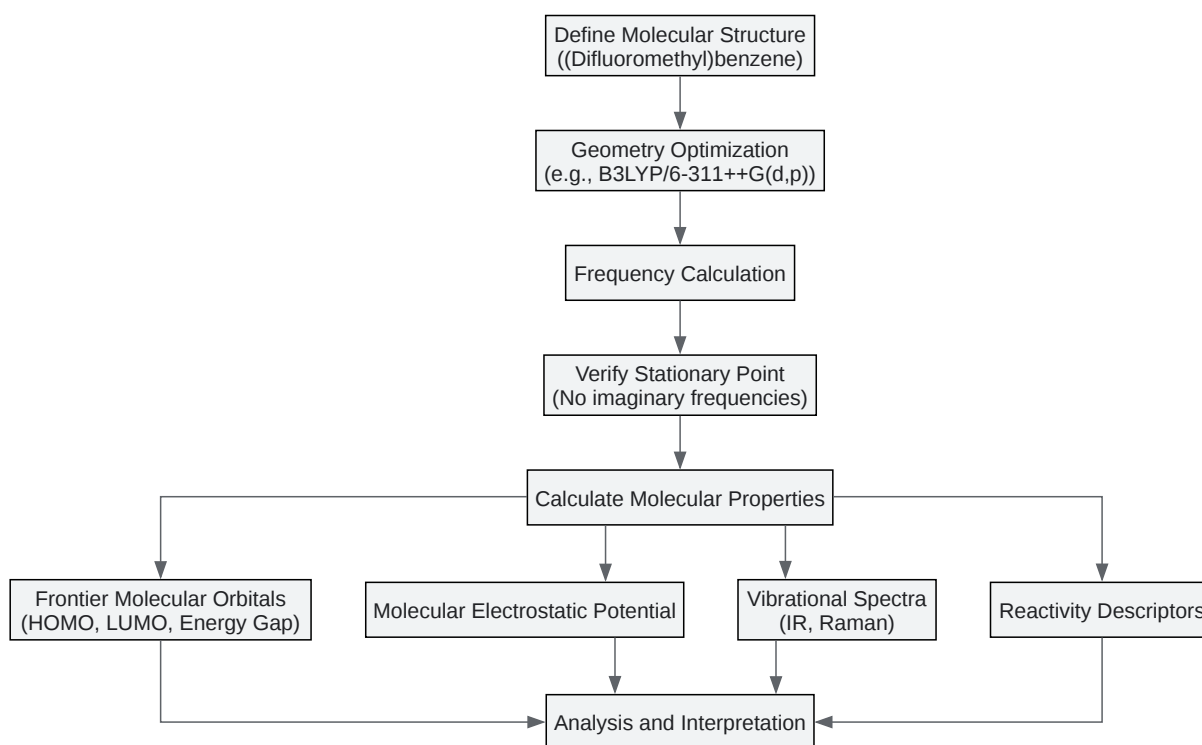 Define Molecular Structure
((Difluoromethyl)benzene)
Geometry Optimization
(e.g., B3LYP/6-311++G(d,p))
Frequency Calculation
Verify Stationary Point
(No imaginary frequencies)
Calculate Molecular Properties
Frontier Molecular Orbitals
(HOMO, LUMO, Energy Gap)
Molecular Electrostatic Potential
Vibrational Spectra
(IR, Raman)
Reactivity Descriptors
Analysis and Interpretation